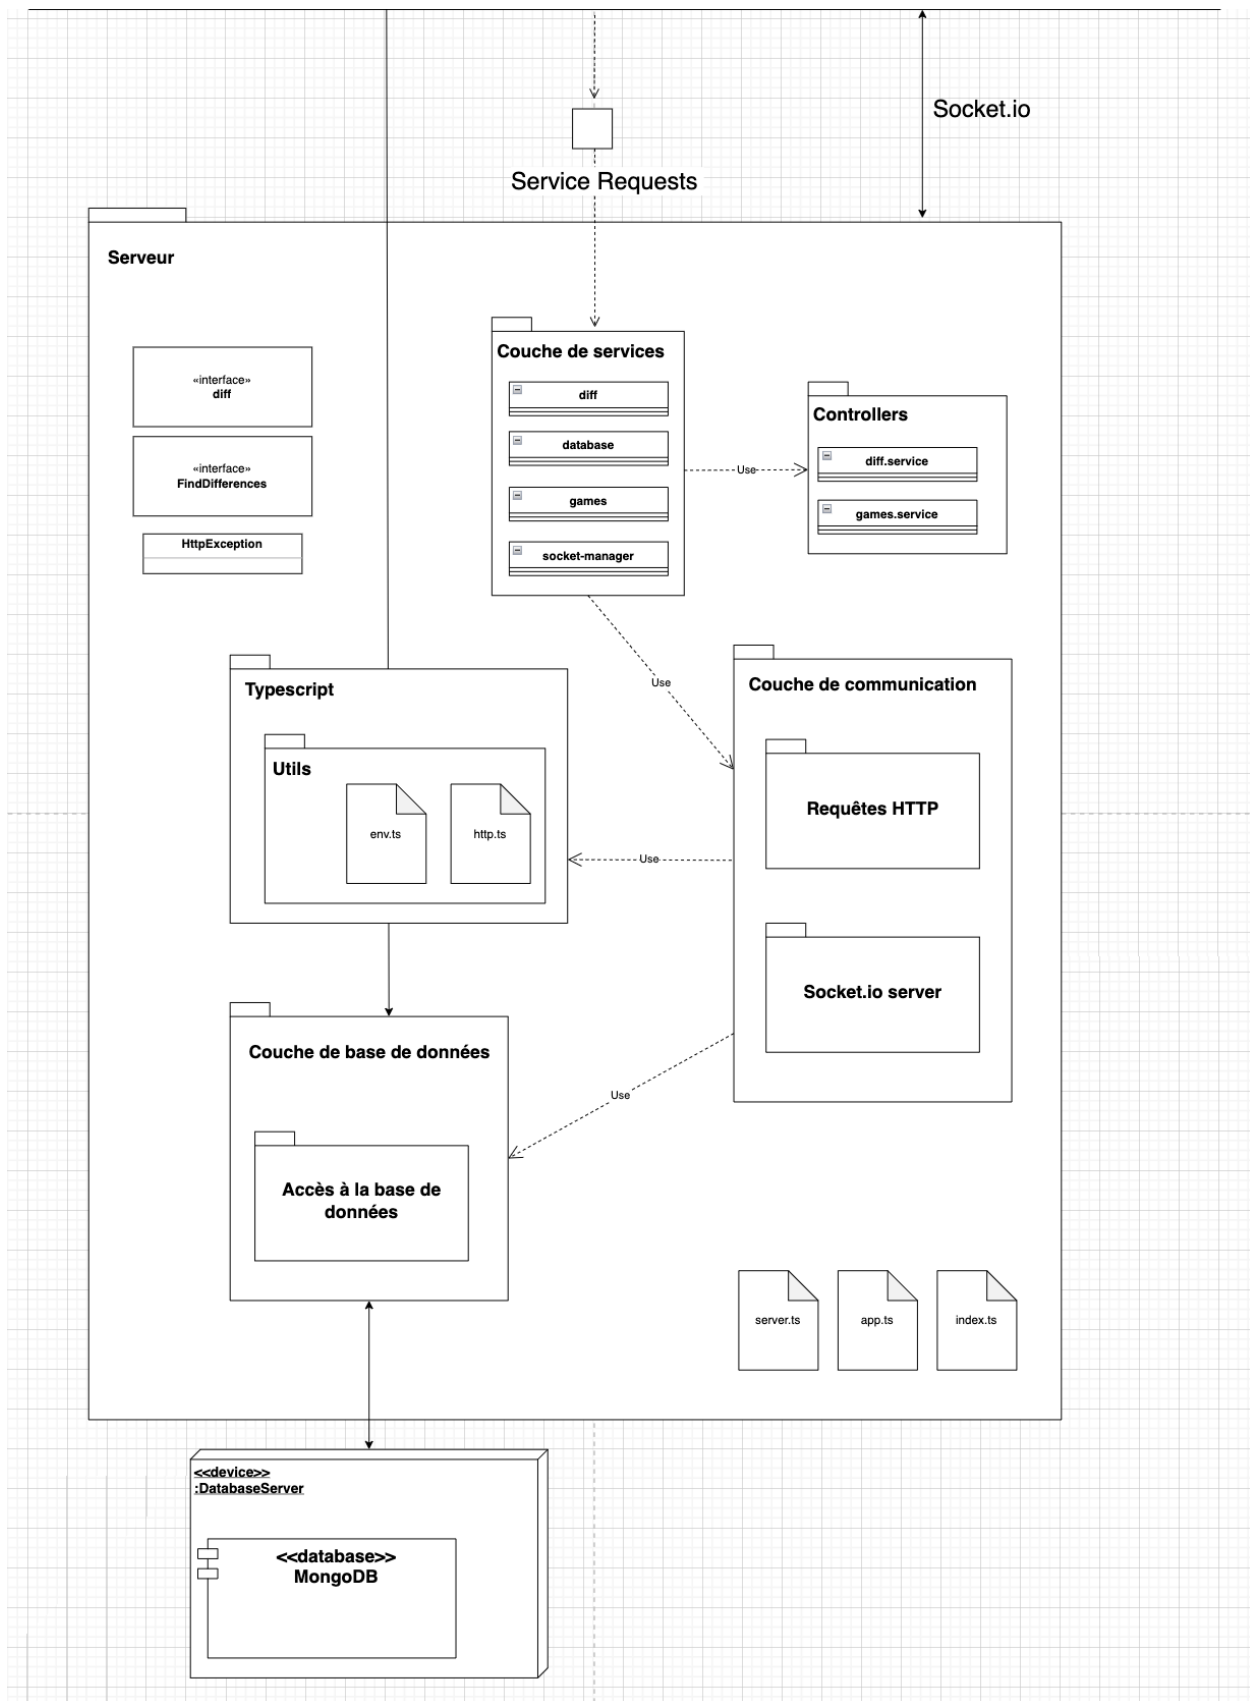 Socket.io
Service Requests
Serveur
«interface»
diff
«interface»
FindDifferences
HttpException
Couche de services
diff
database
games
socket-manager
Use
Controllers
diff.service
games.service
Use
Typescript
Utils
env.ts
http.ts
Use
Couche de communication
Requêtes HTTP
Socket.io server
Use
Couche de base de données
Accès à la base de
données
server.ts
app.ts
index.ts
<<device>>
:DatabaseServer
<<database>>
MongoDB